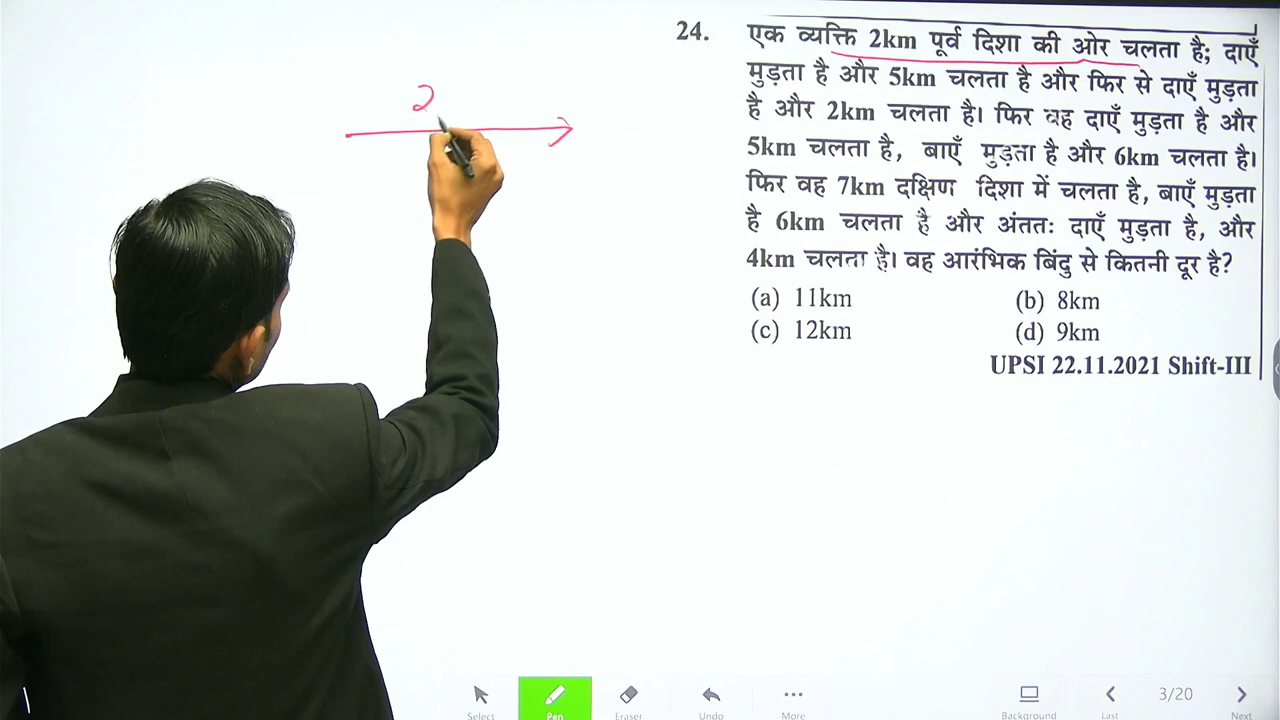 24. एक व्यक्ति 2km पूर्व दिशा की ओर चलता है; दाएँ
मुड़ता है और 5km चलता है और फिर से दाएँ मुड़ता
है और 2km चलता है। फिर वह दाएँ मुड़ता है और
5km चलता है, बाएँ मुड़ता है और 6km चलता है।
फिर वह 7km दक्षिण दिशा में चलता है, बाएँ मुड़ता
है 6km चलता है और अंततः दाएँ मुड़ता है, और
4km चलता है। वह आरंभिक बिंदु से कितनी दूर है?
(a) 11km (b) 8km
(c) 12km (d) 9km
UPSI 22.11.2021 Shift-III
2
Select Pen Eraser Undo More Background Last 3/20 Next